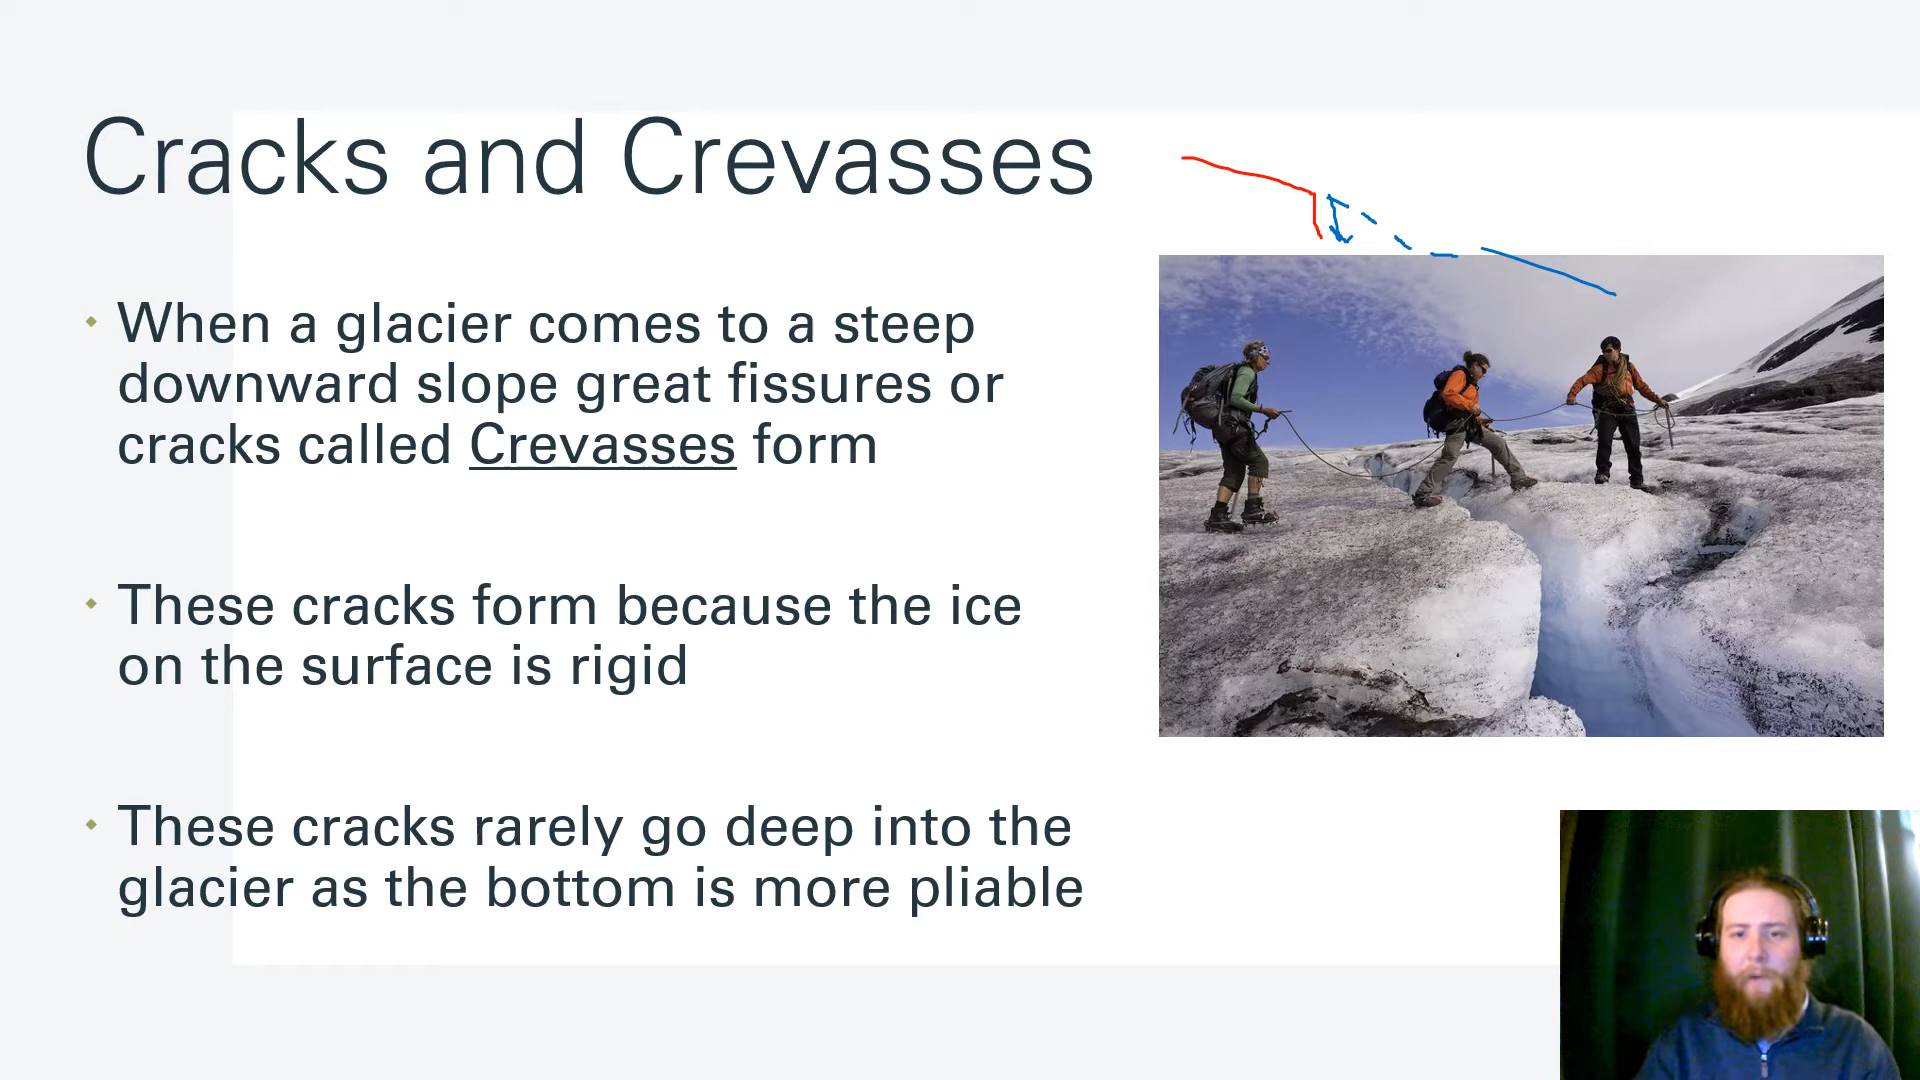 Cracks and Crevasses
When a glacier comes to a steep
downward slope great fissures or
cracks called Crevasses form
These cracks form because the ice
on the surface is rigid
These cracks rarely go deep into the
glacier as the bottom is more pliable